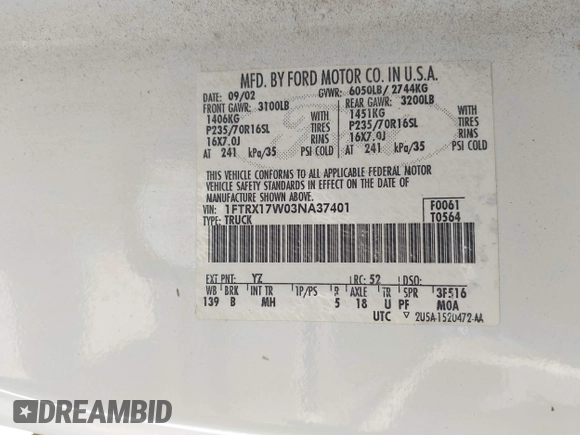 MFD. BY FORD MOTOR CO. IN U.S.A.
DATE: 09/02 GVWR: 6050LB/ 2744KG
FRONT GAWR: 3100LB REAR GAWR: 3200LB
1406KG WITH 1451KG WITH
P235/70R16SL TIRES P235/70R16SL TIRES
16X7.0J RIMS 16X7.0J RIMS
AT 241 kPa/35 PSI COLD AT 241 kPa/35 PSI COLD
THIS VEHICLE CONFORMS TO ALL APPLICABLE FEDERAL MOTOR
VEHICLE SAFETY STANDARDS IN EFFECT ON THE DATE OF
MANUFACTURE SHOWN ABOVE.
VIN: 1FTRX17W03NA37401 F0061
TYPE: TRUCK T0564
EXT PNT: YZ RC: 52 DSO:
WB BRK INT TR TP/PS R AXLE TR SPR 3F516
139 B MH 5 18 U PF M0A
UTC ▽ 2U5A-1520472-AA
DREAMBID